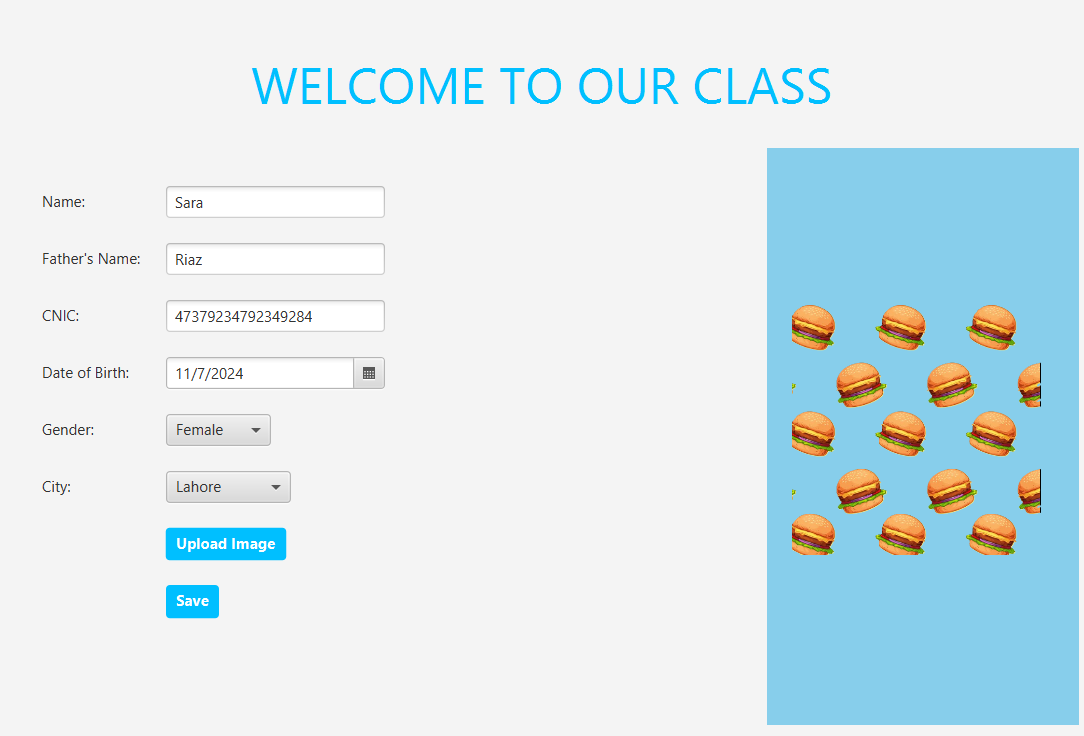 WELCOME TO OUR CLASS
Name: Sara
Father's Name: Riaz
CNIC: 47379234792349284
Date of Birth: 11/7/2024
Gender: Female
City: Lahore
Upload Image
Save